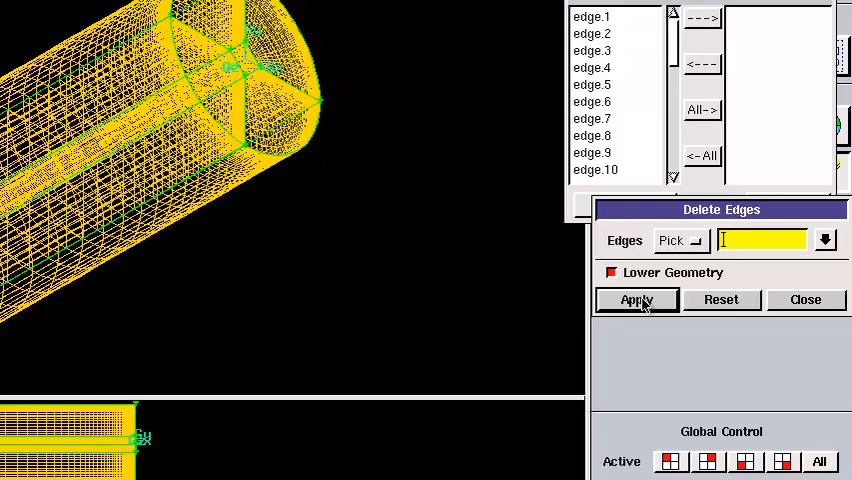 edge.1
edge.2
edge.3
edge.4
edge.5
edge.6
edge.7
edge.8
edge.9
edge.10
--->
<---
All->
<-All
Delete Edges
Edges Pick
Lower Geometry
Apply Reset Close
Global Control
Active All